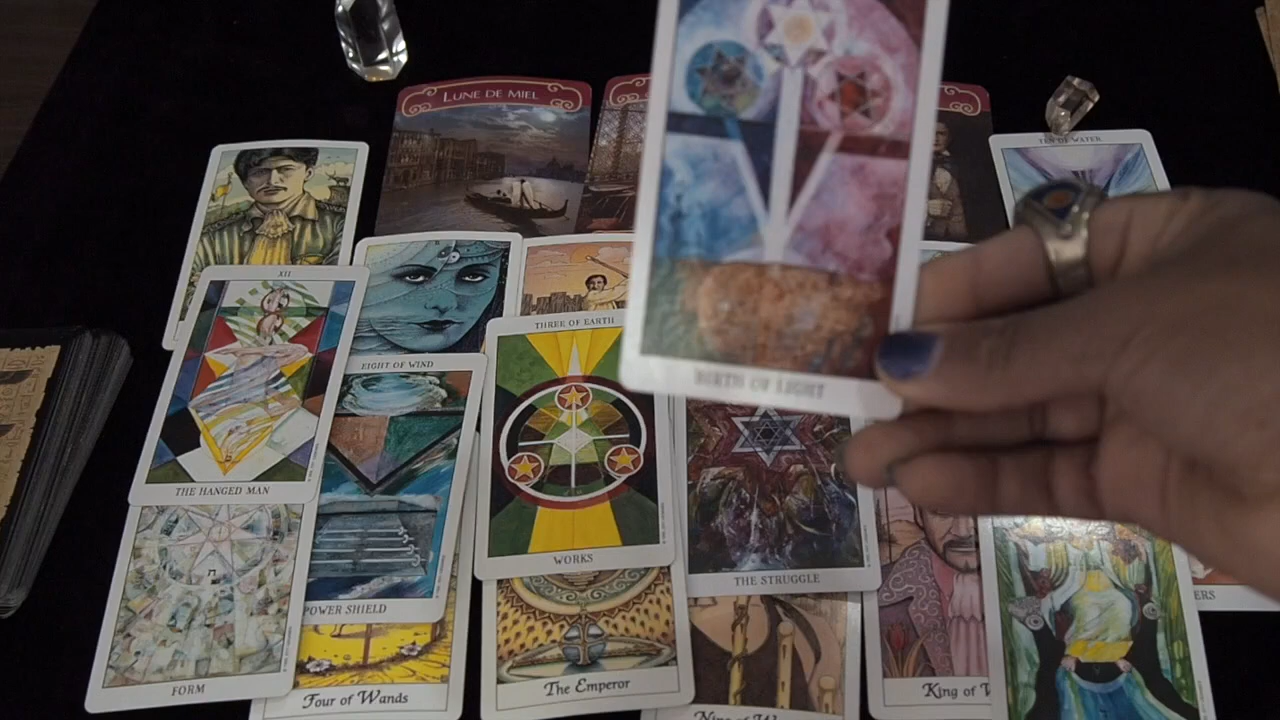 LUNE DE MIEL
TEN OF WATER
XII
THREE OF EARTH
EIGHT OF WIND
BIRTH OF LIGHT
THE HANGED MAN
WORKS
THE STRUGGLE
POWER SHIELD
FORM
Four of Wands
The Emperor
King of